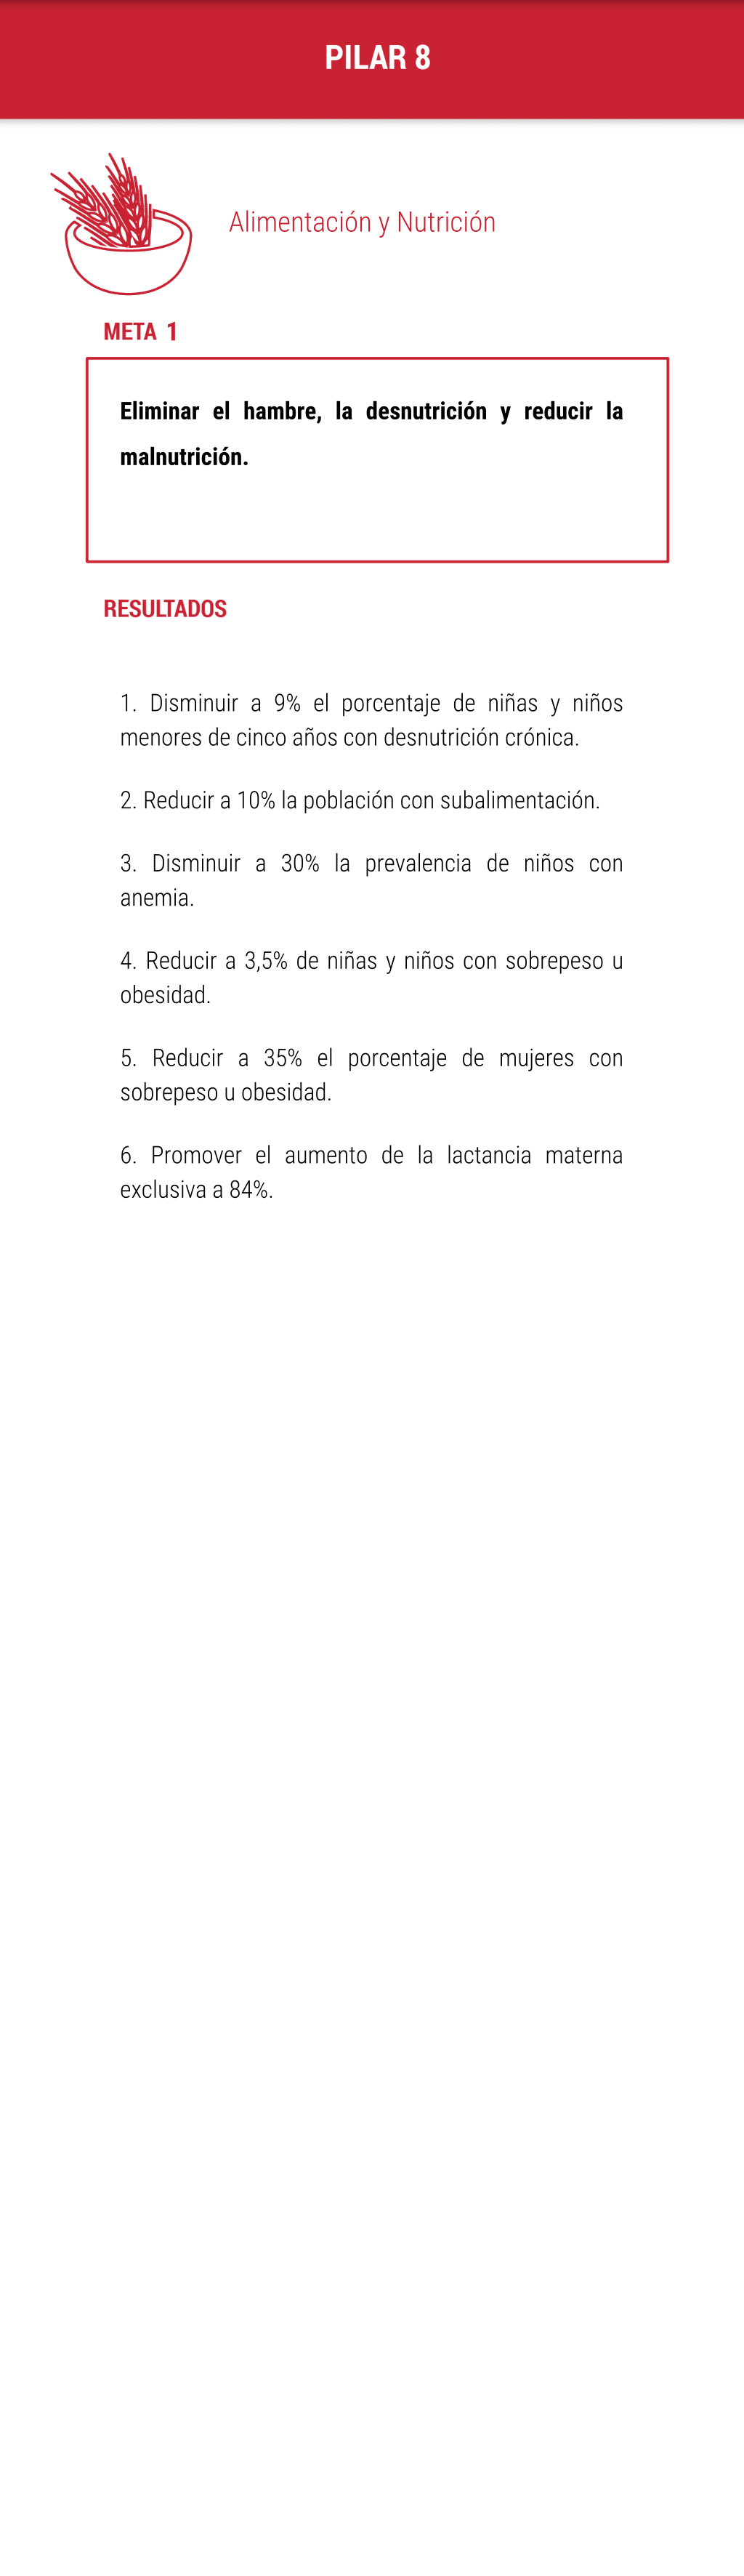 PILAR 8
Alimentación y Nutrición
META 1
Eliminar el hambre, la desnutrición y reducir la
malnutrición.
RESULTADOS
1. Disminuir a 9% el porcentaje de niñas y niños
menores de cinco años con desnutrición crónica.
2. Reducir a 10% la población con subalimentación.
3. Disminuir a 30% la prevalencia de niños con
anemia.
4. Reducir a 3,5% de niñas y niños con sobrepeso u
obesidad.
5. Reducir a 35% el porcentaje de mujeres con
sobrepeso u obesidad.
6. Promover el aumento de la lactancia materna
exclusiva a 84%.